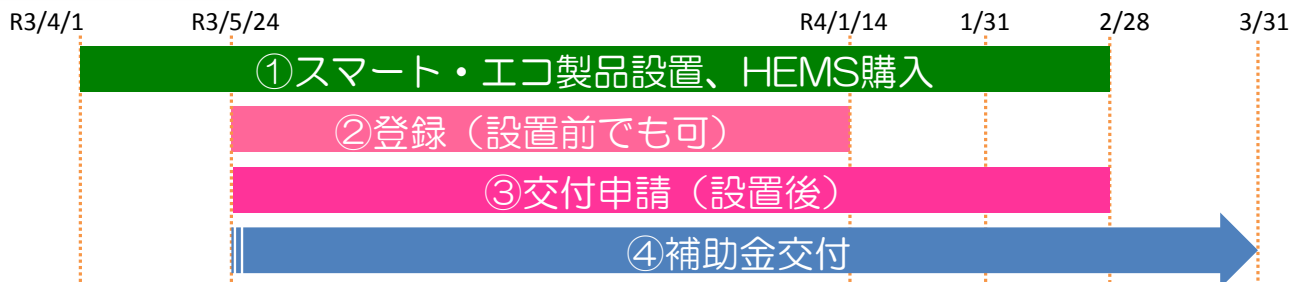 R3/4/1 R3/5/24 R4/1/14 1/31 2/28 3/31
①スマート・エコ製品設置、HEMS購入
②登録（設置前でも可）
③交付申請（設置後）
④補助金交付